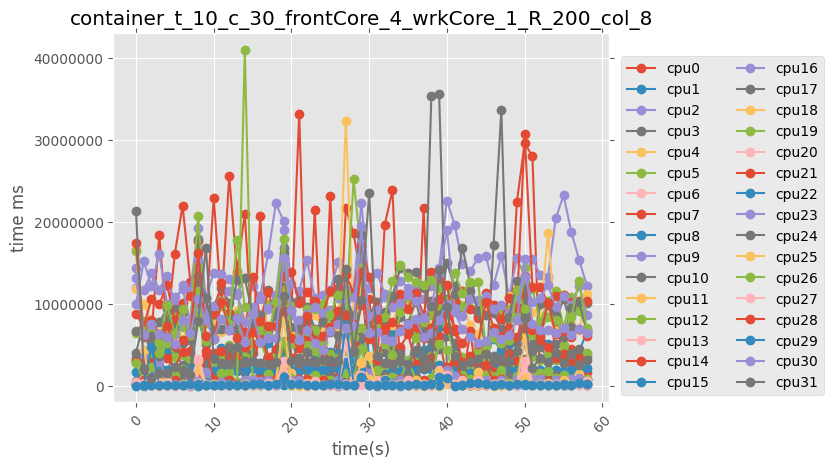 container_t_10_c_30_frontCore_4_wrkCore_1_R_200_col_8
time ms
40000000
30000000
20000000
10000000
0
0
10
20
30
40
50
60
time(s)
cpu0
cpu1
cpu2
cpu3
cpu4
cpu5
cpu6
cpu7
cpu8
cpu9
cpu10
cpu11
cpu12
cpu13
cpu14
cpu15
cpu16
cpu17
cpu18
cpu19
cpu20
cpu21
cpu22
cpu23
cpu24
cpu25
cpu26
cpu27
cpu28
cpu29
cpu30
cpu31